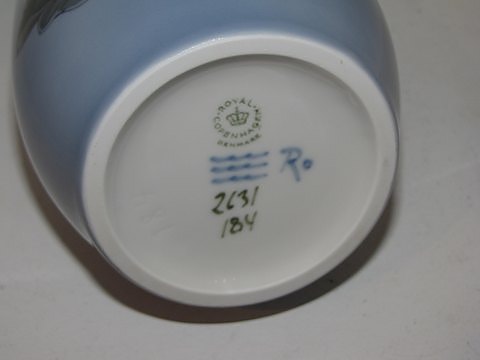 ROYAL COPENHAGEN
DENMARK
Ro
2631
184